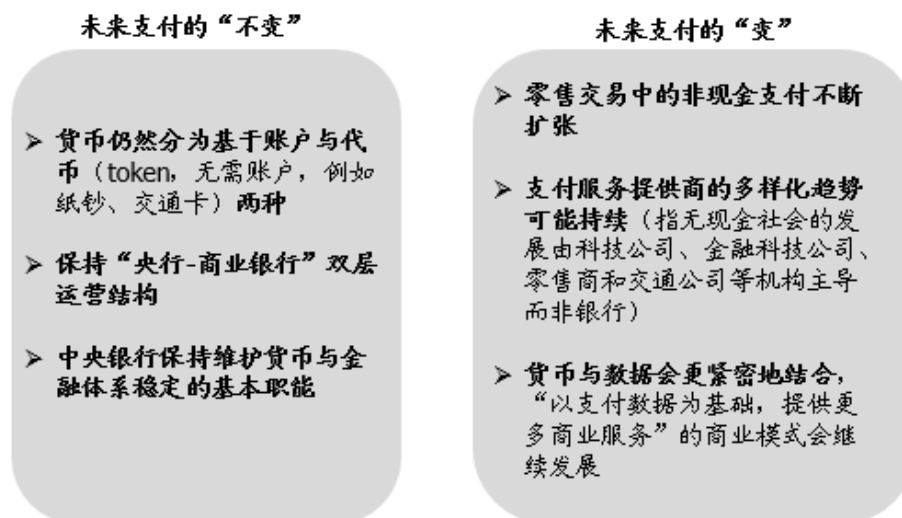 未来支付的“不变”
➢ 货币仍然分为基于账户与代
币（token，无需账户，例如
纸钞、交通卡）两种
➢ 保持“央行-商业银行”双层
运营结构
➢ 中央银行保持维护货币与金
融体系稳定的基本职能
未来支付的“变”
➢ 零售交易中的非现金支付不断
扩张
➢ 支付服务提供商的多样化趋势
可能持续（指无现金社会的发
展由科技公司、金融科技公司、
零售商和交通公司等机构主导
而非银行）
➢ 货币与数据会更紧密地结合，
“以支付数据为基础，提供更
多商业服务”的商业模式会继
续发展